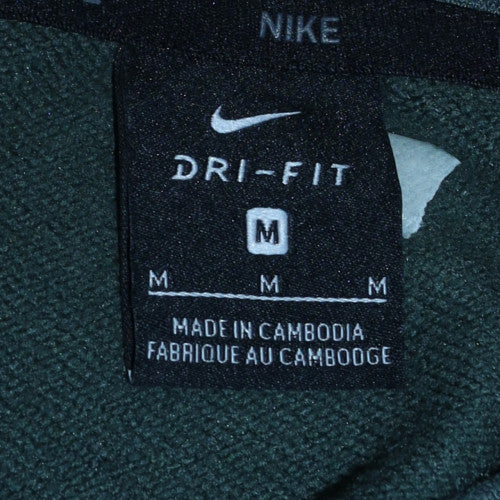 NIKE
DRI-FIT
M
M M M
MADE IN CAMBODIA
FABRIQUE AU CAMBODGE